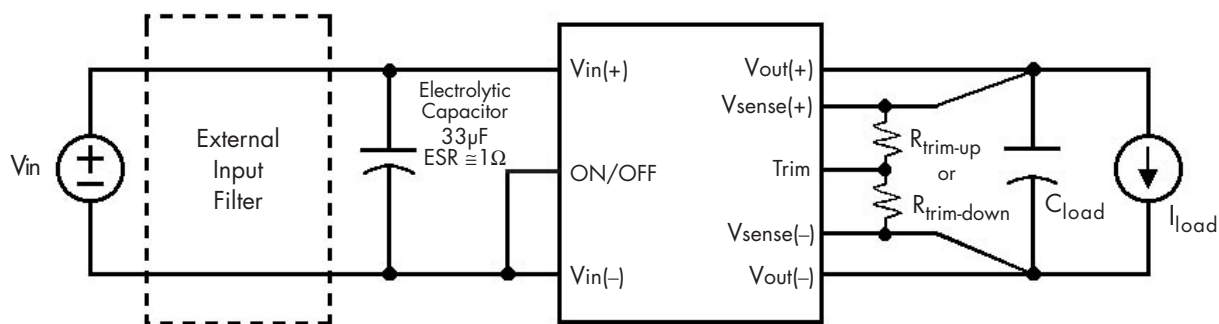 Vin
External
Input
Filter
Electrolytic
Capacitor
33µF
ESR ≅1Ω
Vin(+)
ON/OFF
Vin(–)
Vout(+)
Vsense(+)
Trim
Vsense(–)
Vout(–)
Rtrim-up
or
Rtrim-down
Cload
Iload